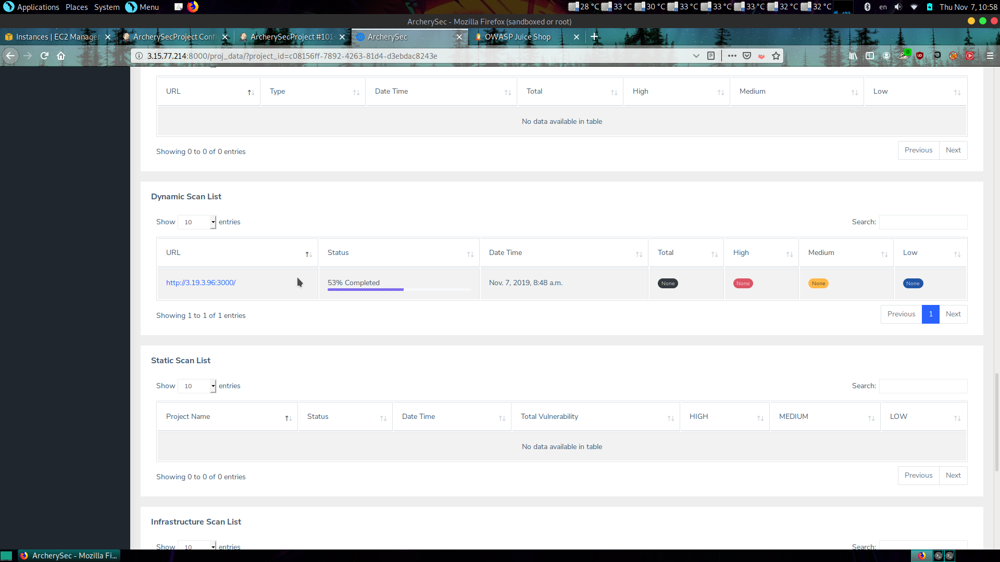 Applications Places System Menu 28 °C 33 °C 30 °C 33 °C 33 °C 33 °C 32 °C 32 °C en Thu Nov 7, 10:58
ArcherySec - Mozilla Firefox (sandboxed or root)
Instances | EC2 Manager ArcherySecProject Confi ArcherySecProject #101 ArcherySec OWASP Juice Shop
3.15.77.214:8000/proj_data/?project_id=c08156ff-7892-4263-81d4-d3ebdac8243e 0
URL Type Date Time Total High Medium Low
No data available in table
Showing 0 to 0 of 0 entries Previous Next
Dynamic Scan List
Show 10 entries Search:
URL Status Date Time Total High Medium Low
http://3.19.3.96:3000/ 53% Completed Nov. 7, 2019, 8:48 a.m. None None None None
Showing 1 to 1 of 1 entries Previous 1 Next
Static Scan List
Show 10 entries Search:
Project Name Status Date Time Total Vulnerability HIGH MEDIUM LOW
No data available in table
Showing 0 to 0 of 0 entries Previous Next
Infrastructure Scan List
Show 10 entries Search:
ArcherySec - Mozilla Fi...